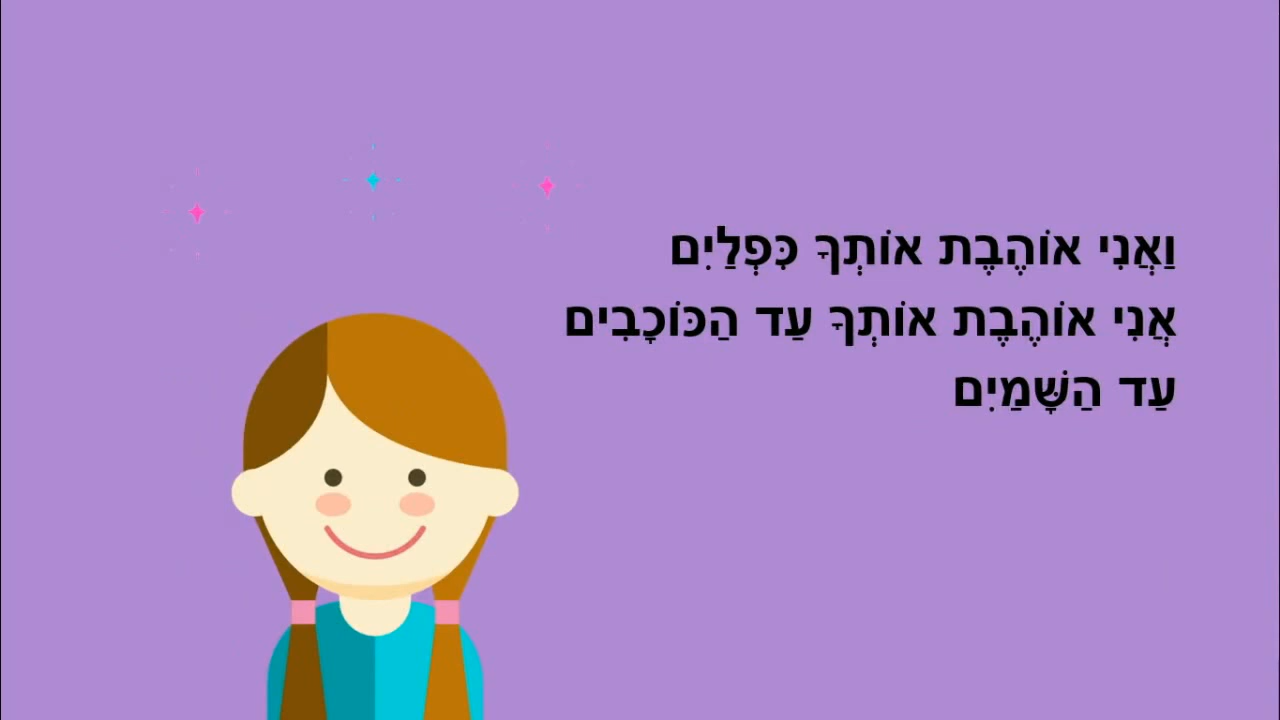 וַאֲנִי אוֹהֶבֶת אוֹתְךָ כִּפְלַיִם
אֲנִי אוֹהֶבֶת אוֹתְךָ עַד הַכּוֹכָבִים
עַד הַשָּׁמַיִם